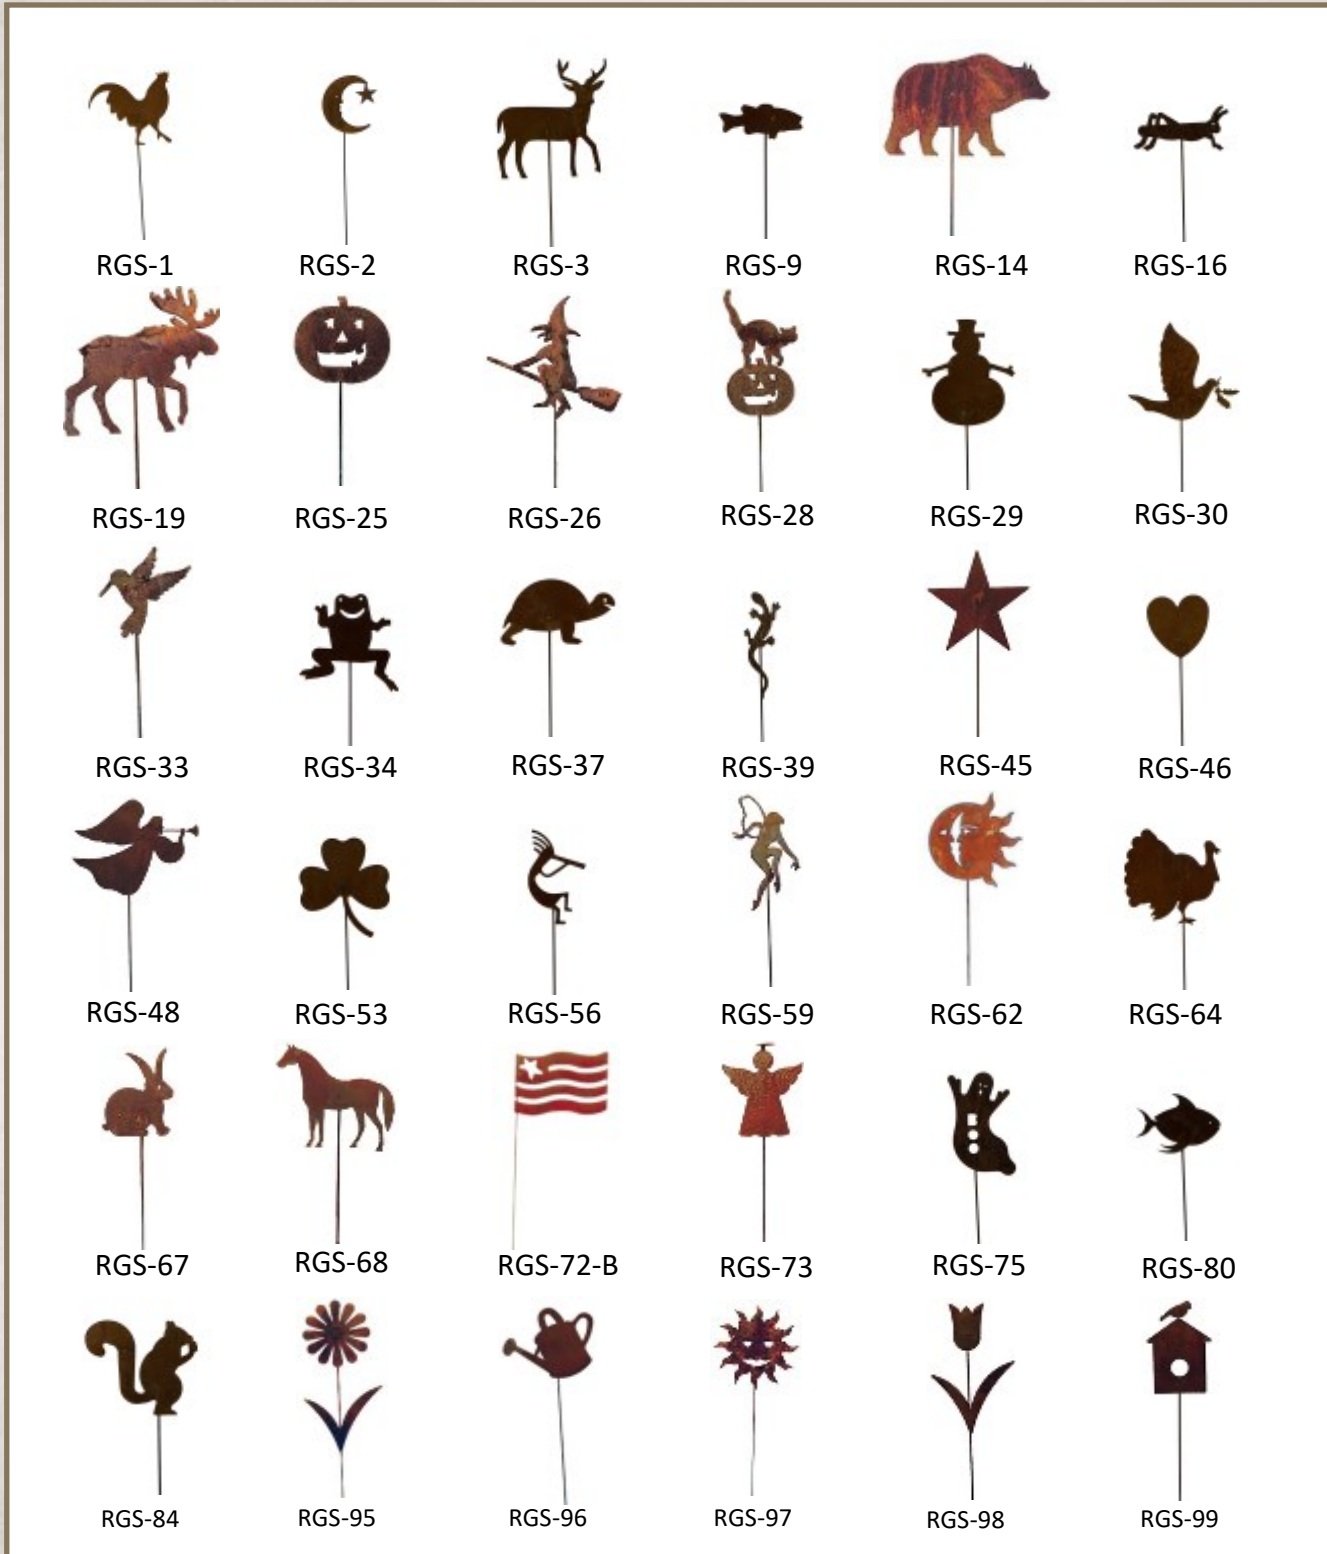 RGS-1 RGS-2 RGS-3 RGS-9 RGS-14 RGS-16
RGS-19 RGS-25 RGS-26 RGS-28 RGS-29 RGS-30
RGS-33 RGS-34 RGS-37 RGS-39 RGS-45 RGS-46
RGS-48 RGS-53 RGS-56 RGS-59 RGS-62 RGS-64
RGS-67 RGS-68 RGS-72-B RGS-73 RGS-75 RGS-80
RGS-84 RGS-95 RGS-96 RGS-97 RGS-98 RGS-99